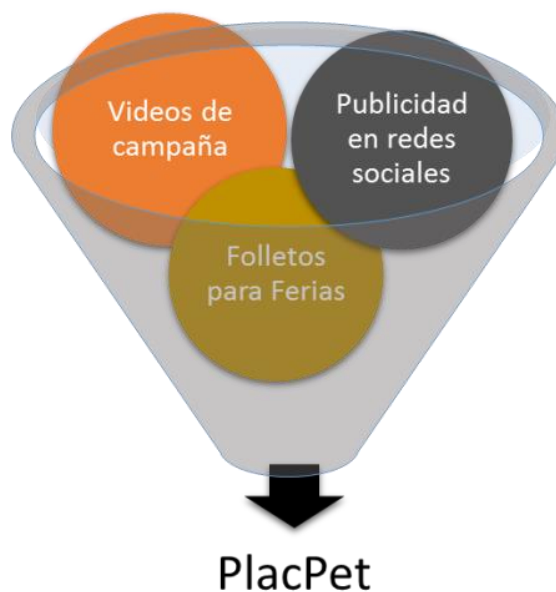 Videos de
campaña
Publicidad
en redes
sociales
Folletos
para Ferias
PlacPet